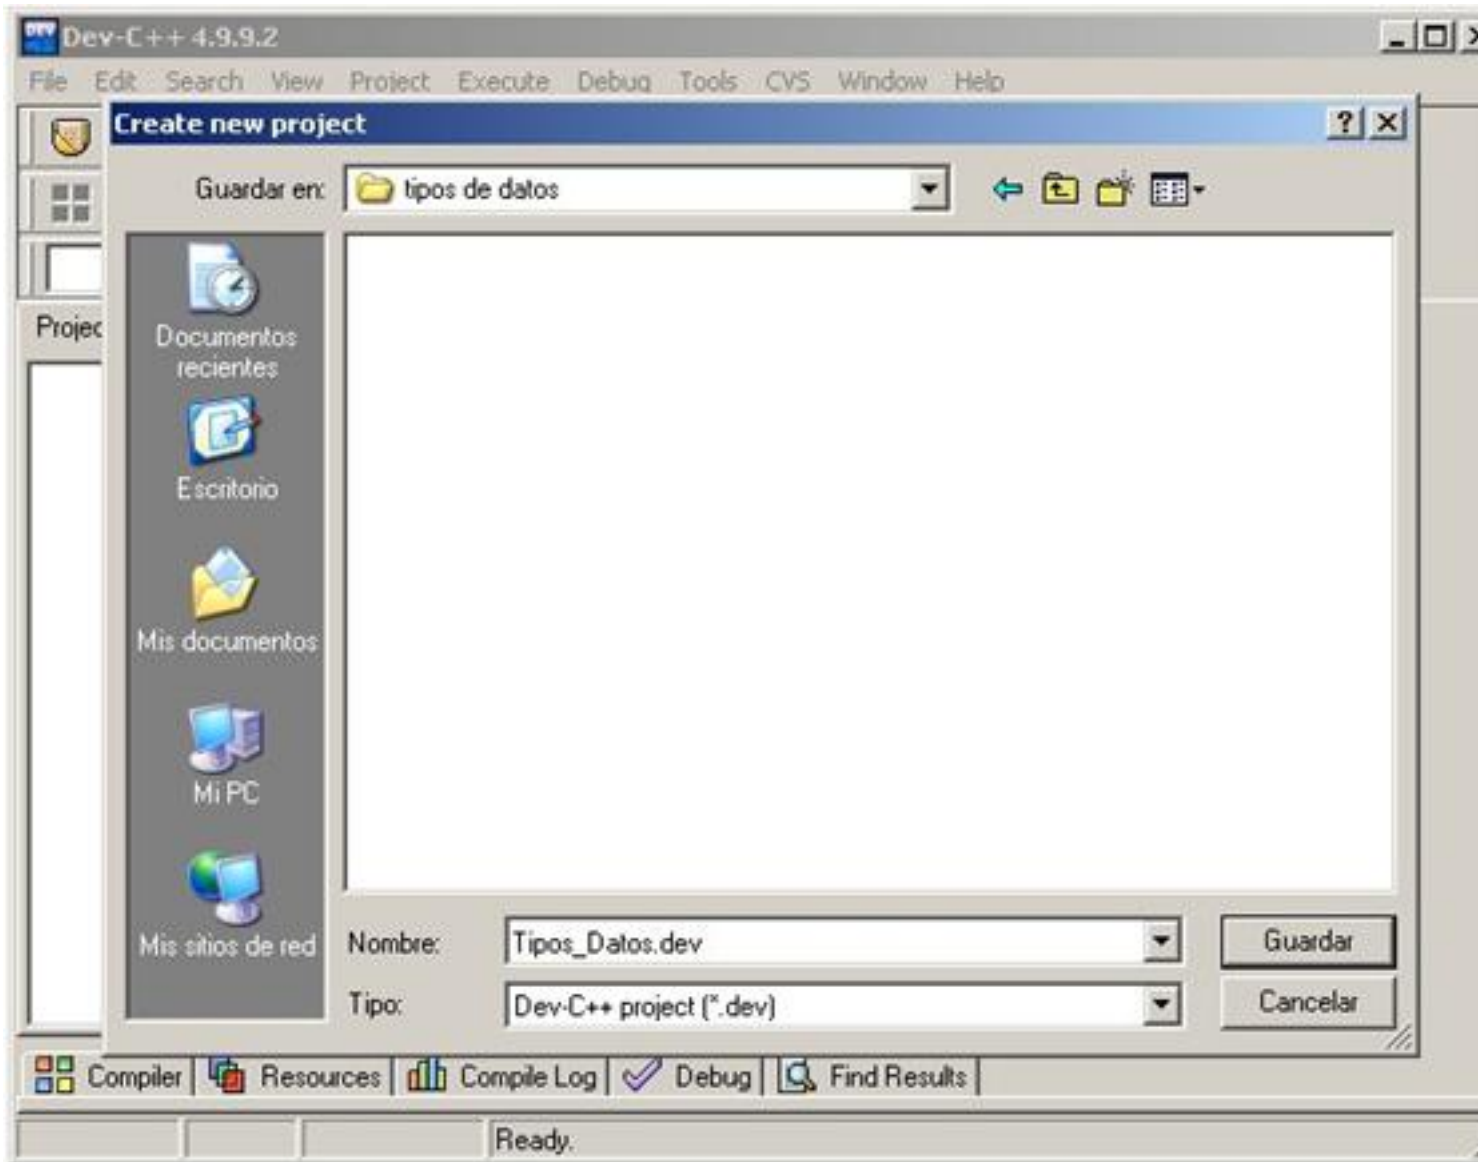 DEV
Dev-C++ 4.9.9.2
File Edit Search View Project Execute Debug Tools CVS Window Help
Create new project
Guardar en: tipos de datos
Projec
Documentos
recientes
Escritorio
Mis documentos
Mi PC
Mis sitios de red
Nombre: Tipos_Datos.dev Guardar
Tipo: Dev-C++ project (*.dev) Cancelar
Compiler Resources Compile Log Debug Find Results
Ready.